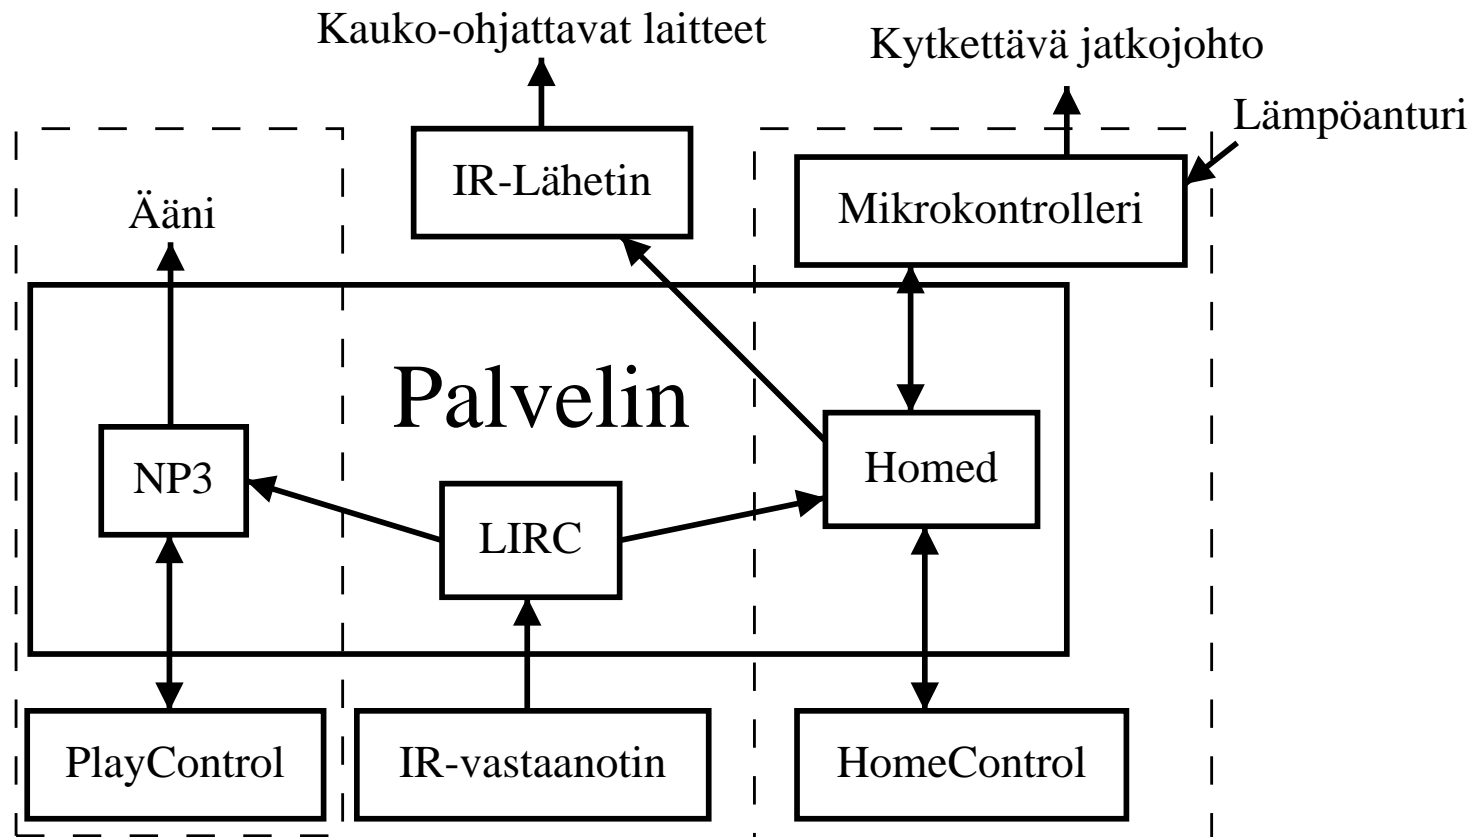 Kauko-ohjattavat laitteet
Kytkettävä jatkojohto
Lämpöanturi
IR-Lähetin
Mikrokontrolleri
Ääni
Palvelin
NP3
Homed
LIRC
PlayControl
IR-vastaanotin
HomeControl